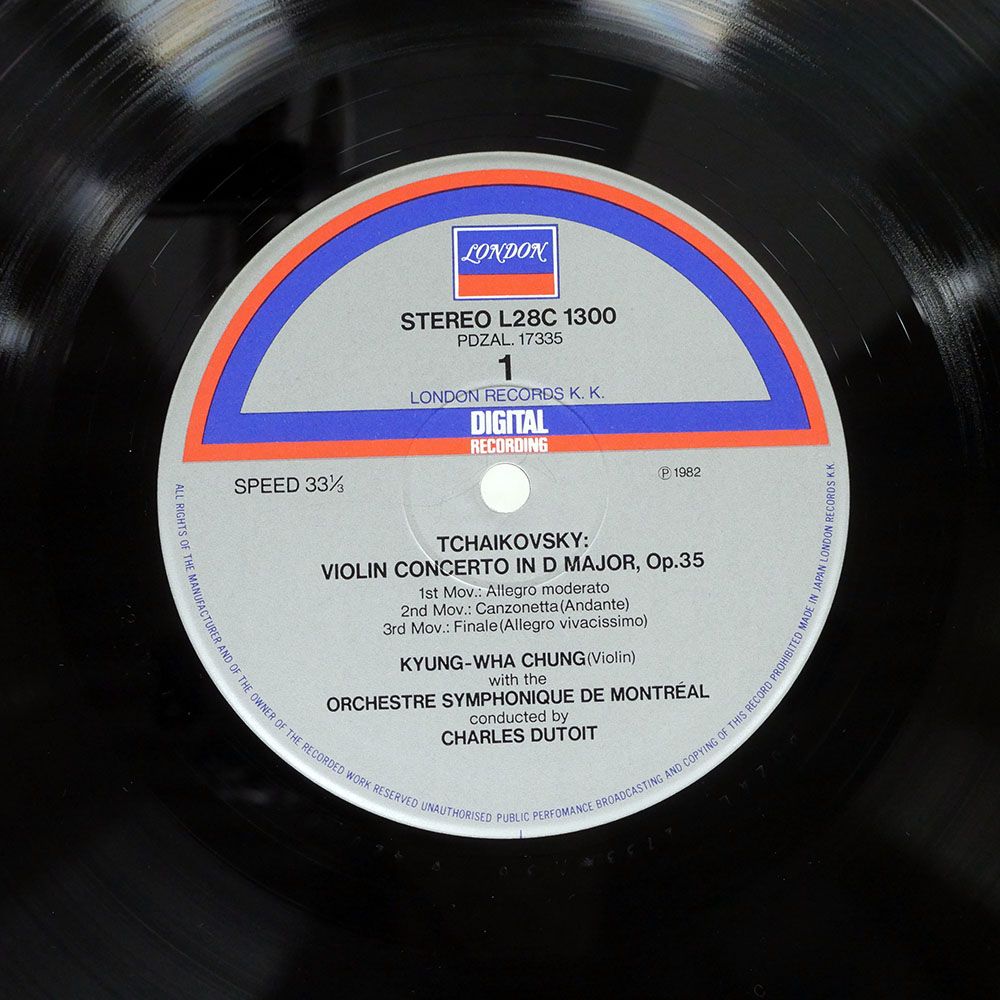 LONDON
STEREO L28C 1300
PDZAL. 17335
1
LONDON RECORDS K. K.
DIGITAL
RECORDING
SPEED 33⅓
Ⓟ 1982
TCHAIKOVSKY:
VIOLIN CONCERTO IN D MAJOR, Op.35
1st Mov.: Allegro moderato
2nd Mov.: Canzonetta(Andante)
3rd Mov.: Finale(Allegro vivacissimo)
KYUNG-WHA CHUNG(Violin)
with the
ORCHESTRE SYMPHONIQUE DE MONTRÉAL
conducted by
CHARLES DUTOIT
ALL RIGHTS OF THE MANUFACTURER AND OF THE OWNER OF THE RECORDED WORK RESERVED UNAUTHORISED PUBLIC PERFOMANCE BROADCASTING AND COPYING OF THIS RECORD PROHIBITED MADE IN JAPAN LONDON RECORDS K.K